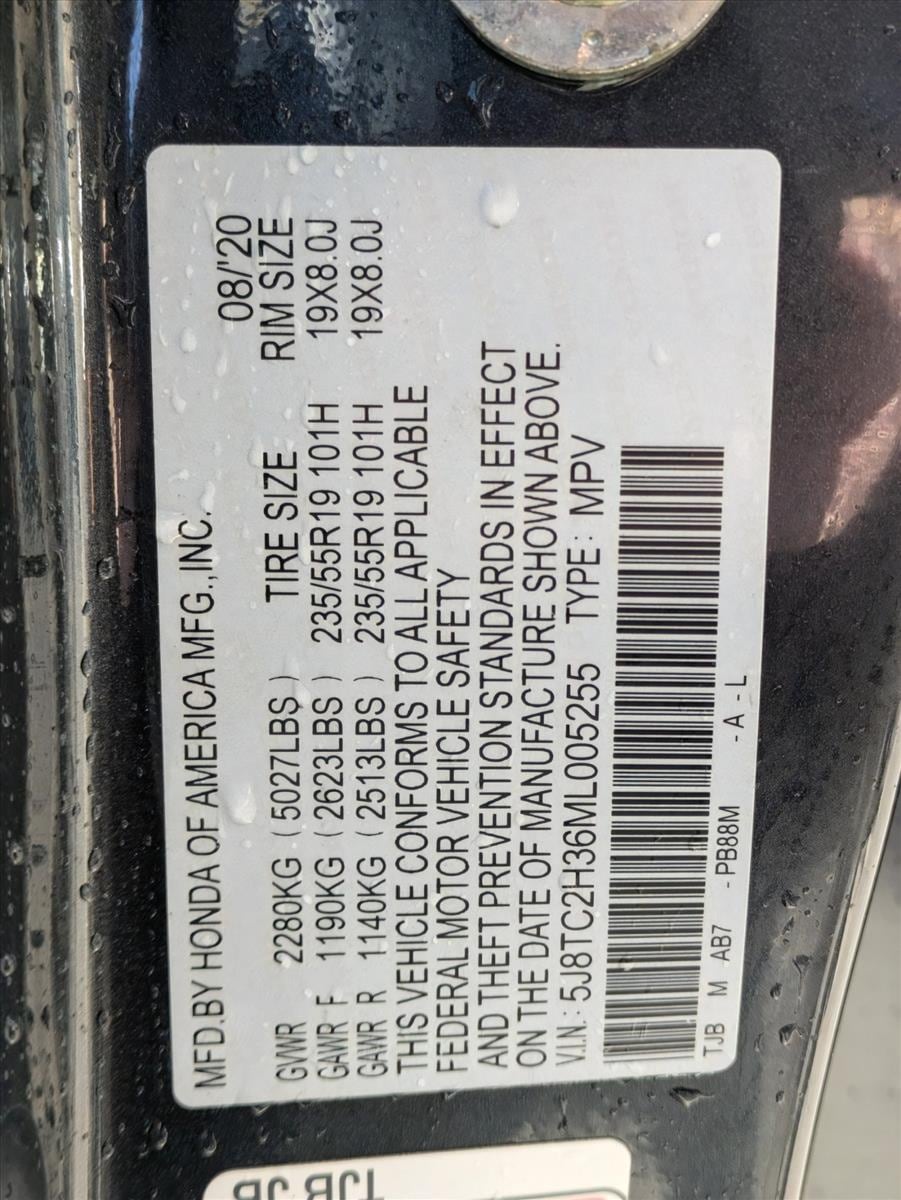 MFD.BY HONDA OF AMERICA MFG.,INC. 08/'20
GVWR 2280KG (5027LBS) TIRE SIZE RIM SIZE
GAWR F 1190KG (2623LBS) 235/55R19 101H 19X8.0J
GAWR R 1140KG (2513LBS) 235/55R19 101H 19X8.0J
THIS VEHICLE CONFORMS TO ALL APPLICABLE
FEDERAL MOTOR VEHICLE SAFETY
AND THEFT PREVENTION STANDARDS IN EFFECT
ON THE DATE OF MANUFACTURE SHOWN ABOVE.
V.I.N.: 5J8TC2H36ML005255 TYPE: MPV
TJB M AB7 - PB88M - A - L
TJB JB